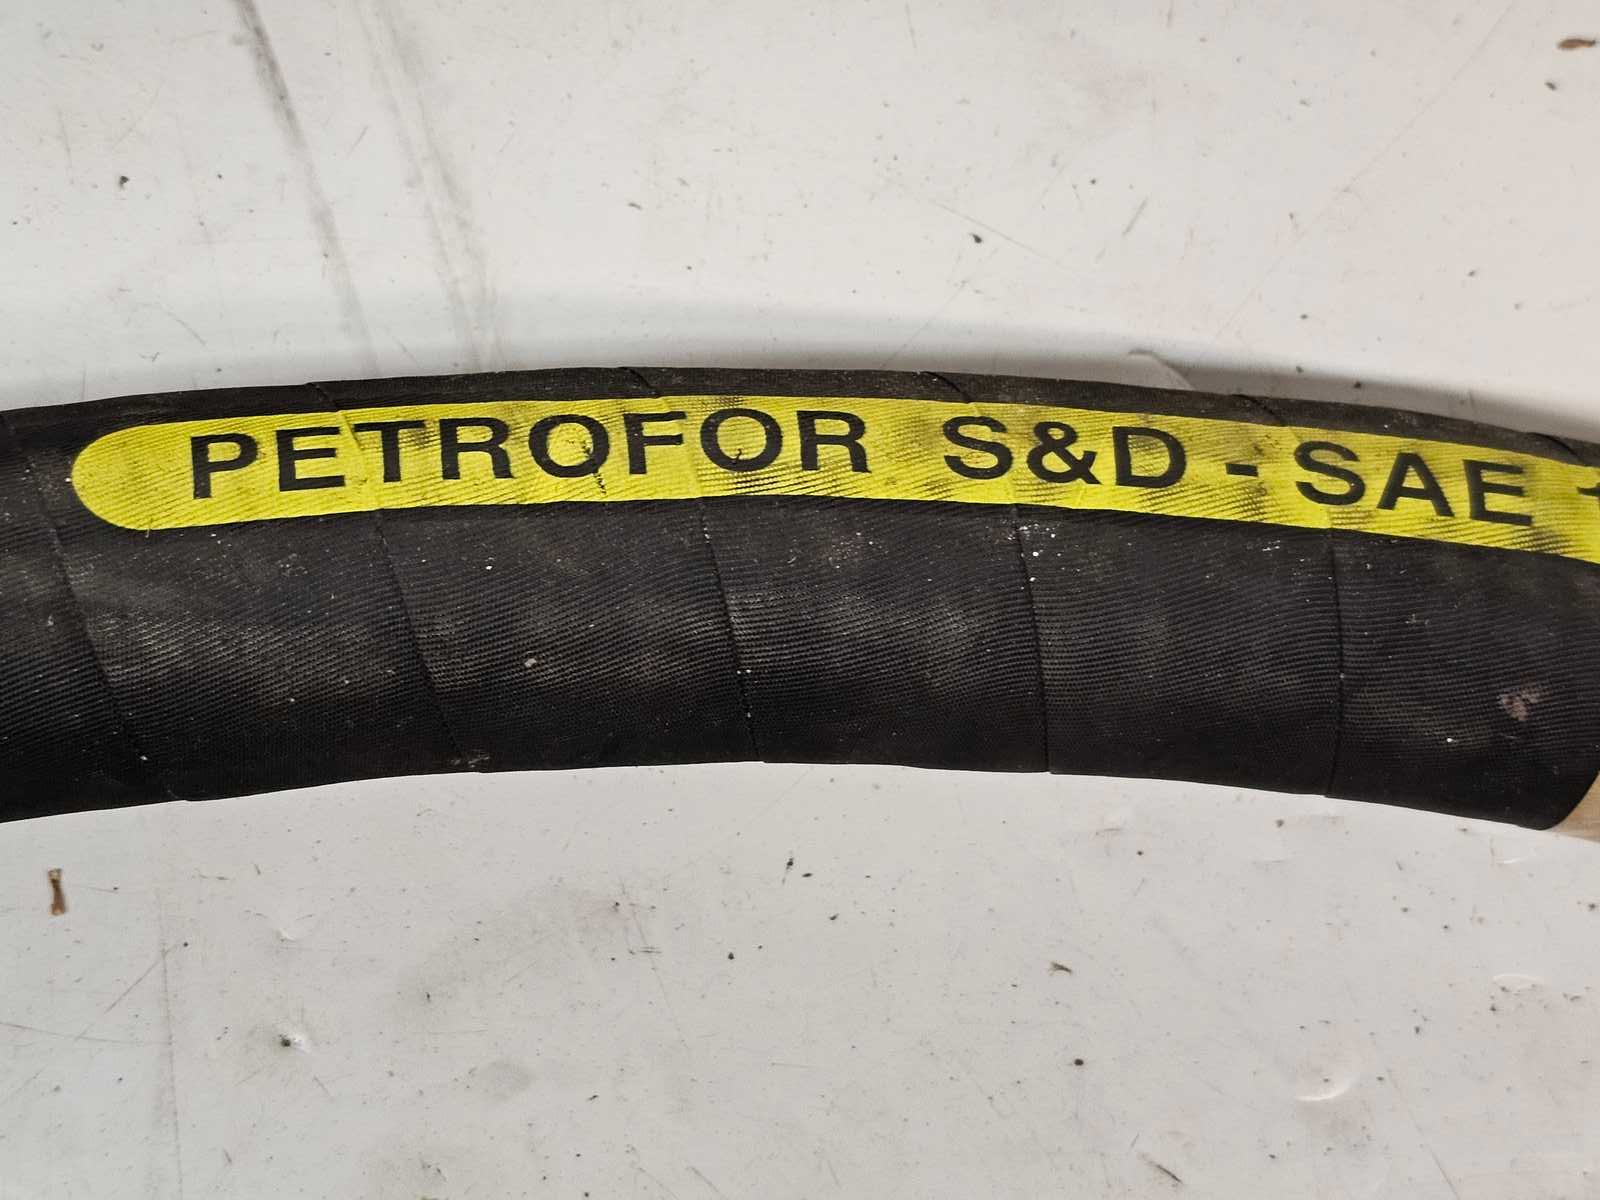 PETROFOR S&D - SAE